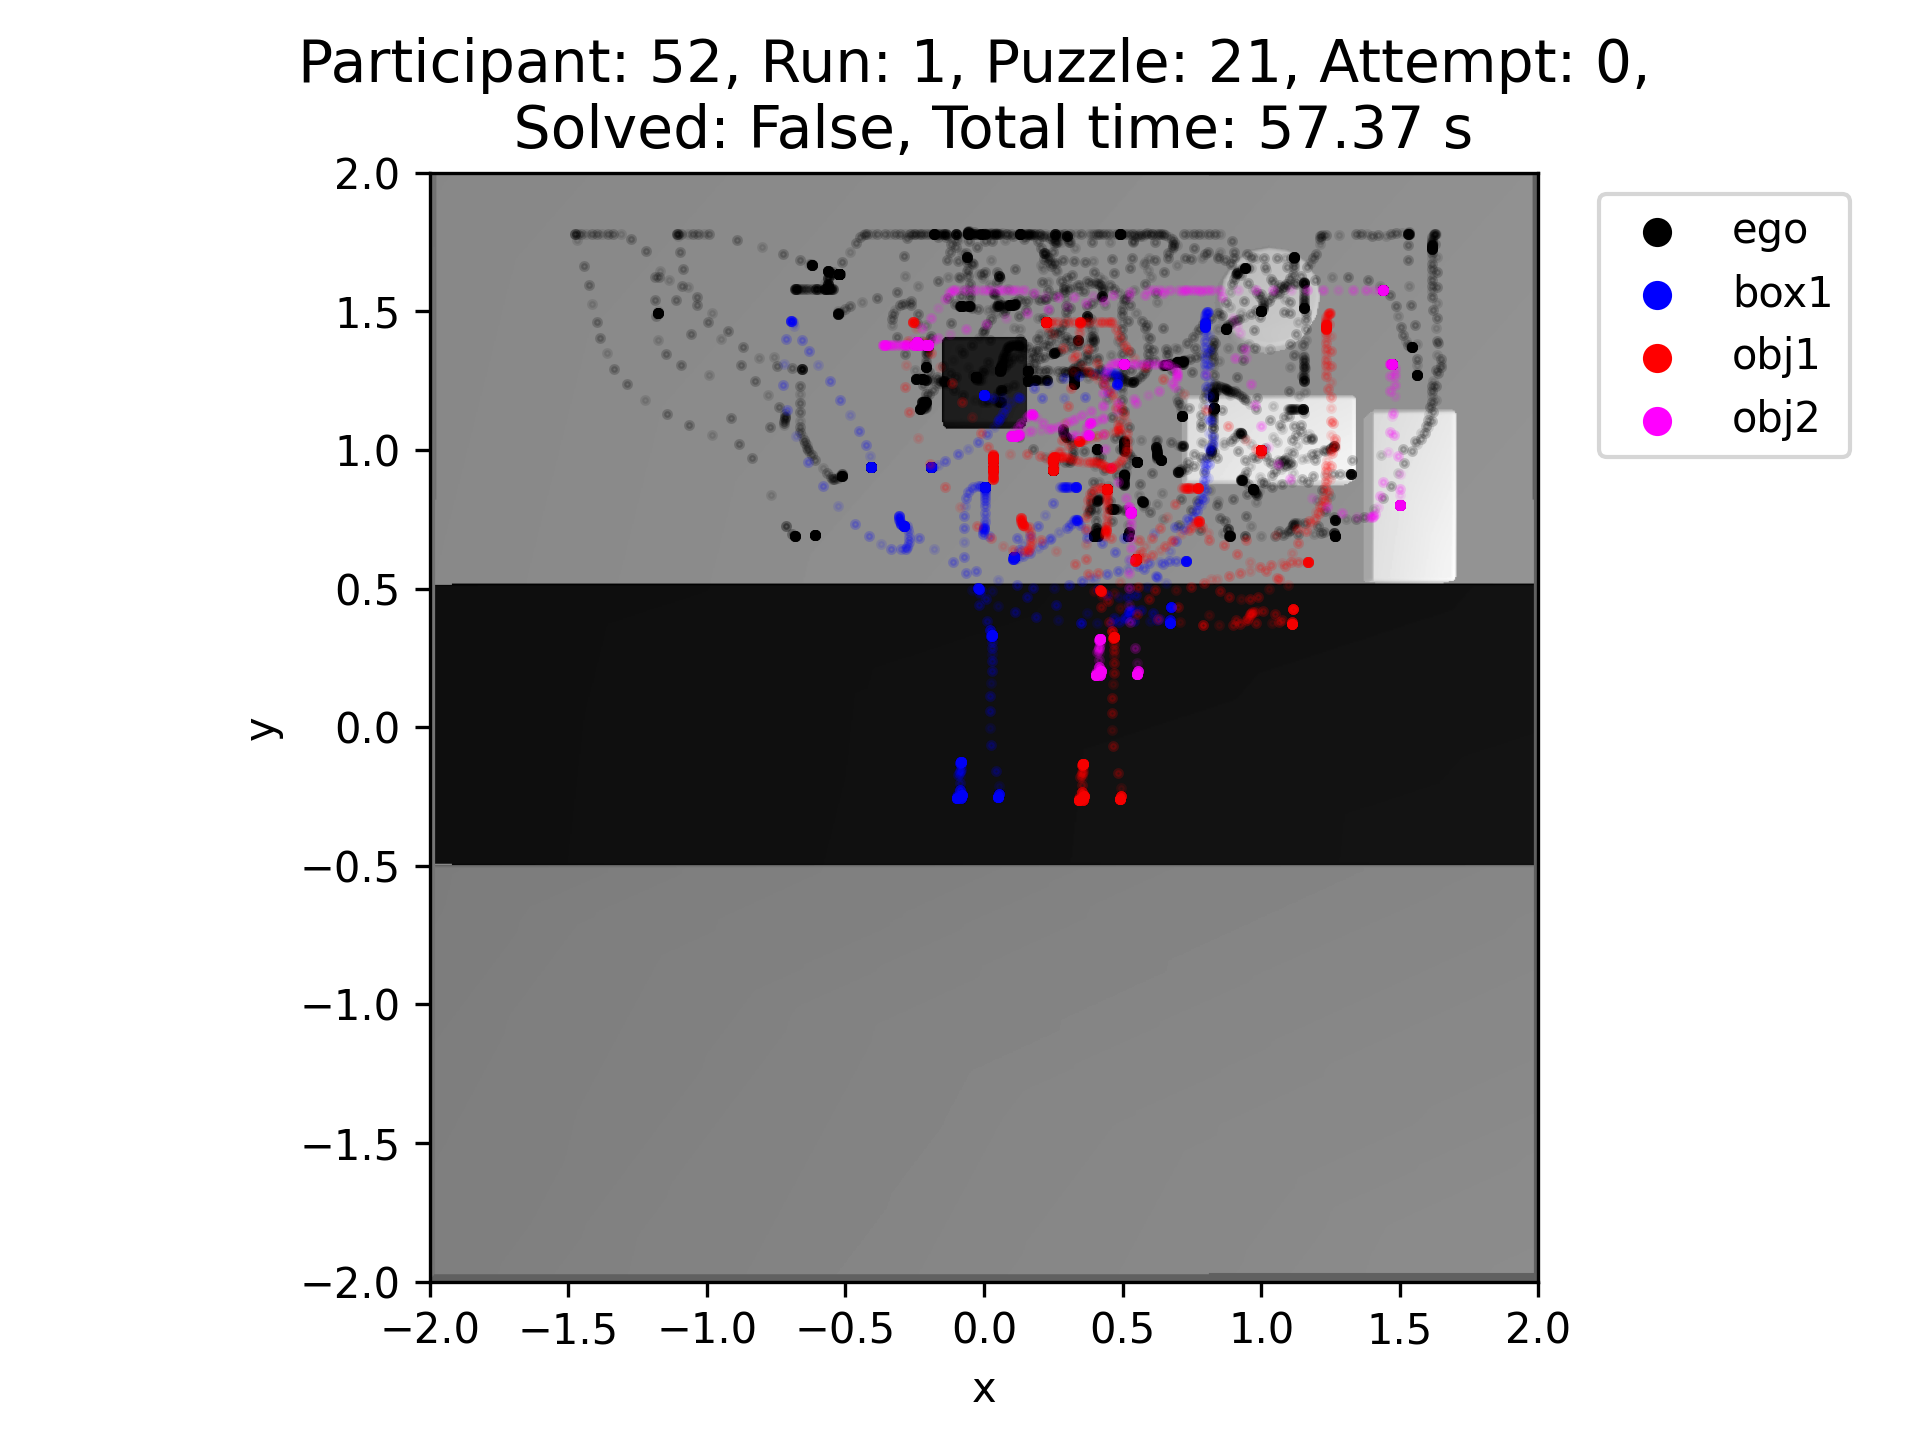 Participant: 52, Run: 1, Puzzle: 21, Attempt: 0,
Solved: False, Total time: 57.37 s
2.0
1.5
1.0
0.5
0.0
−0.5
−1.0
−1.5
−2.0
y
−2.0 −1.5 −1.0 −0.5 0.0 0.5 1.0 1.5 2.0
x
ego
box1
obj1
obj2